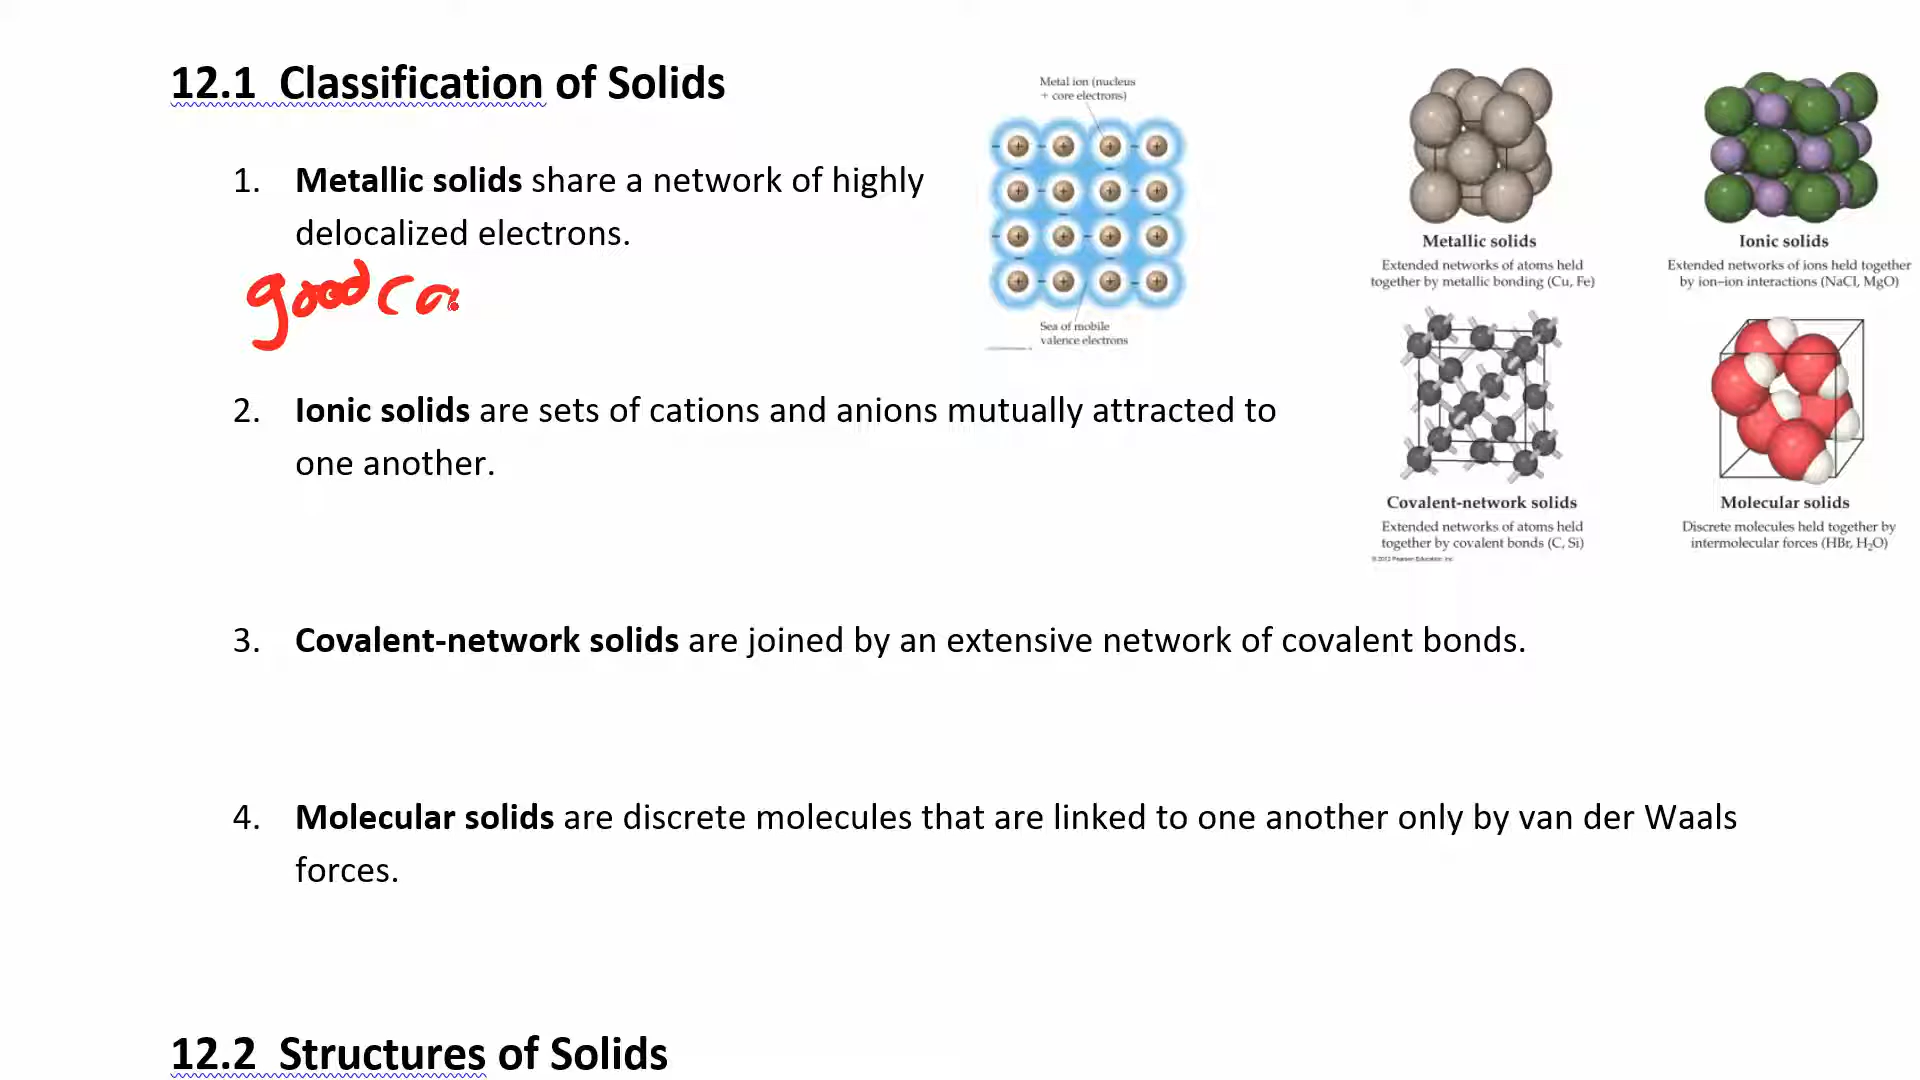 12.1 Classification of Solids
1. Metallic solids share a network of highly
delocalized electrons.
good co
2. Ionic solids are sets of cations and anions mutually attracted to
one another.
3. Covalent-network solids are joined by an extensive network of covalent bonds.
4. Molecular solids are discrete molecules that are linked to one another only by van der Waals
forces.
12.2 Structures of Solids
Metal ion (nucleus
+ core electrons)
Sea of mobile
valence electrons
Metallic solids
Extended networks of atoms held
together by metallic bonding (Cu, Fe)
Ionic solids
Extended networks of ions held together
by ion–ion interactions (NaCl, MgO)
Covalent-network solids
Extended networks of atoms held
together by covalent bonds (C, Si)
© 2012 Pearson Education, Inc.
Molecular solids
Discrete molecules held together by
intermolecular forces (HBr, H₂O)